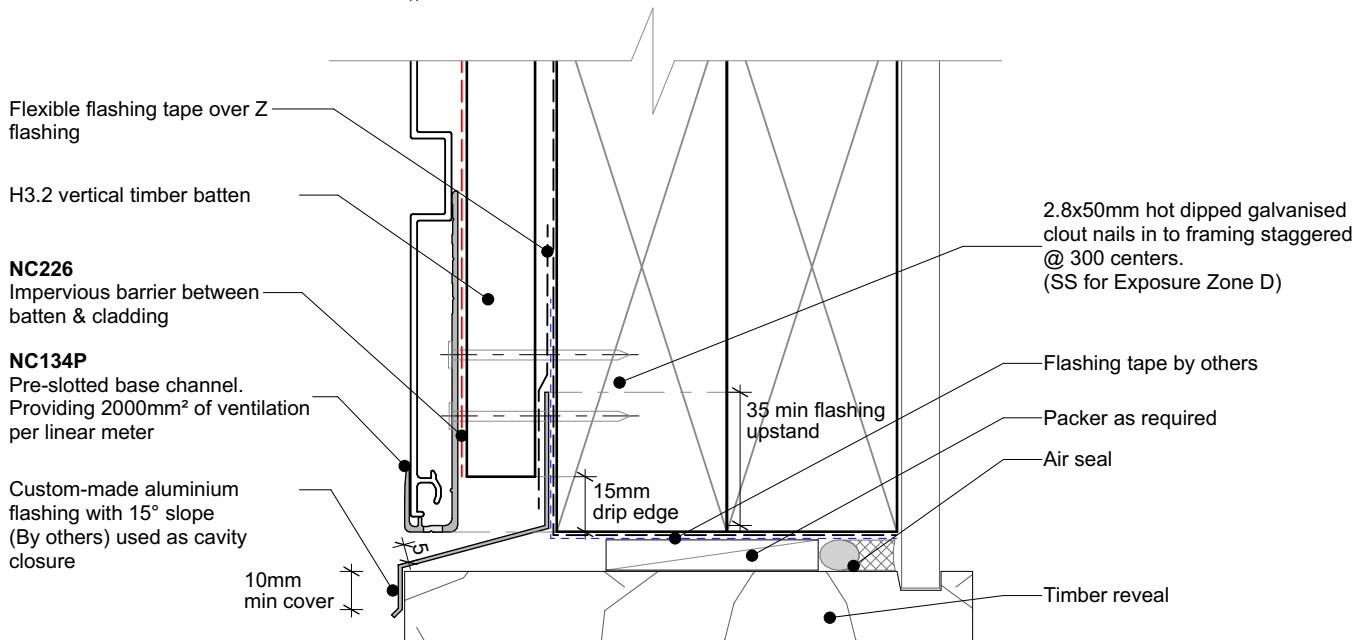 Flexible flashing tape over Z
flashing
H3.2 vertical timber batten
NC226
Impervious barrier between
batten & cladding
NC134P
Pre-slotted base channel.
Providing 2000mm² of ventilation
per linear meter
Custom-made aluminium
flashing with 15° slope
(By others) used as cavity
closure
5
10mm
min cover
15mm
drip edge
35 min flashing
upstand
2.8x50mm hot dipped galvanised
clout nails in to framing staggered
@ 300 centers.
(SS for Exposure Zone D)
Flashing tape by others
Packer as required
Air seal
Timber reveal